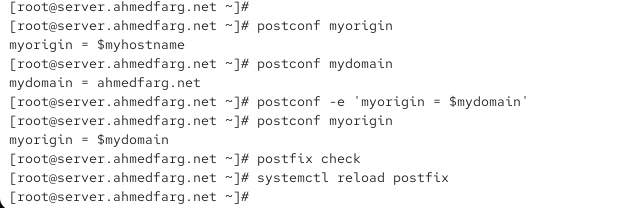 [root@server.ahmedfarg.net ~]#
[root@server.ahmedfarg.net ~]# postconf myorigin
myorigin = $myhostname
[root@server.ahmedfarg.net ~]# postconf mydomain
mydomain = ahmedfarg.net
[root@server.ahmedfarg.net ~]# postconf -e 'myorigin = $mydomain'
[root@server.ahmedfarg.net ~]# postconf myorigin
myorigin = $mydomain
[root@server.ahmedfarg.net ~]# postfix check
[root@server.ahmedfarg.net ~]# systemctl reload postfix
[root@server.ahmedfarg.net ~]#